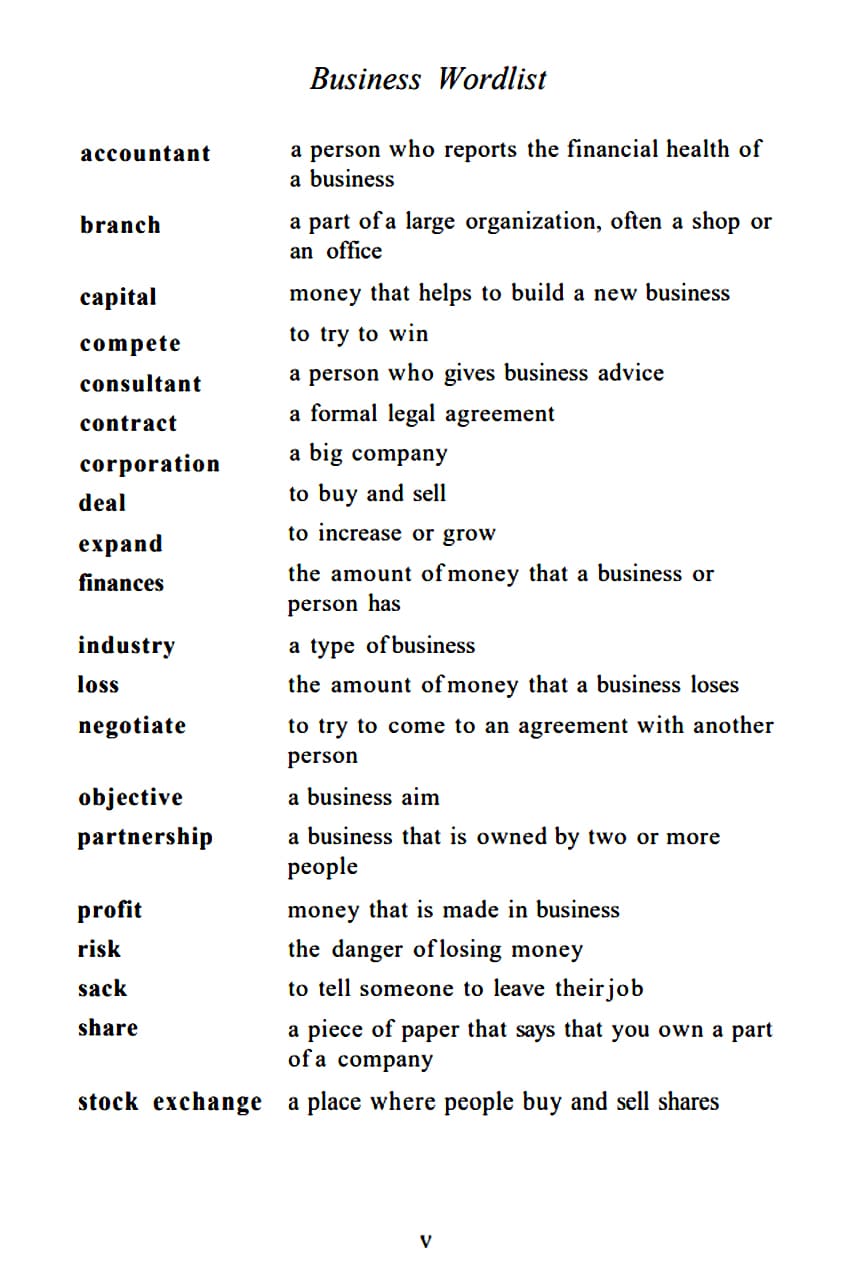 Business Wordlist
accountant a person who reports the financial health of
a business
branch a part of a large organization, often a shop or
an office
capital money that helps to build a new business
compete to try to win
consultant a person who gives business advice
contract a formal legal agreement
corporation a big company
deal to buy and sell
expand to increase or grow
finances the amount of money that a business or
person has
industry a type of business
loss the amount of money that a business loses
negotiate to try to come to an agreement with another
person
objective a business aim
partnership a business that is owned by two or more
people
profit money that is made in business
risk the danger of losing money
sack to tell someone to leave their job
share a piece of paper that says that you own a part
of a company
stock exchange a place where people buy and sell shares
v